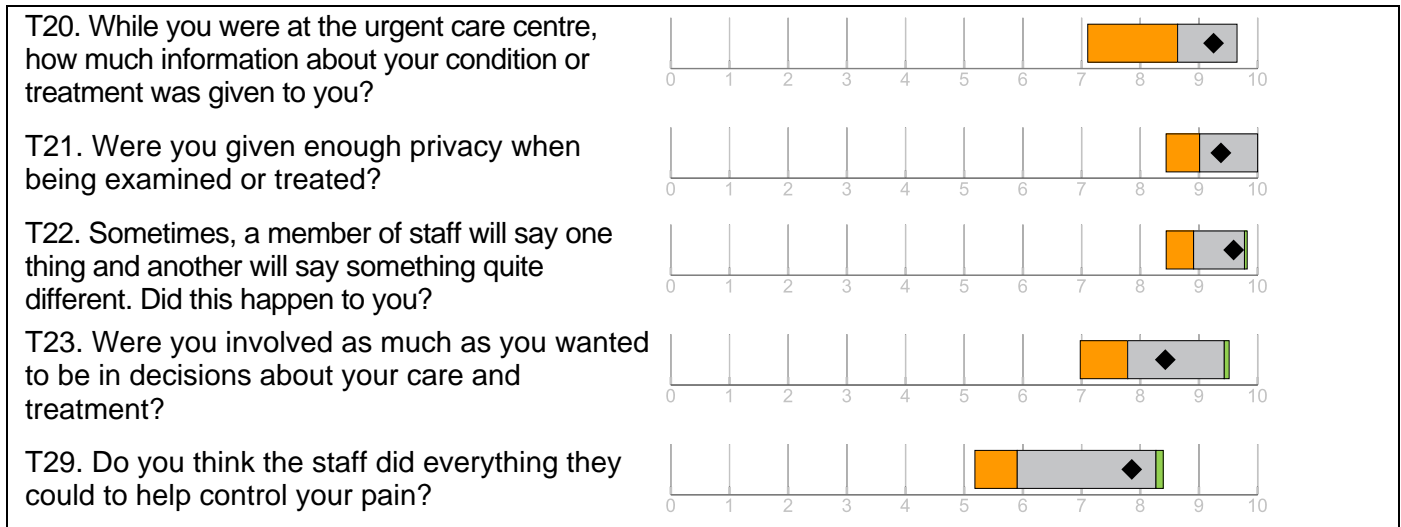 T20. While you were at the urgent care centre,
how much information about your condition or
treatment was given to you?
0 1 2 3 4 5 6 7 8 9 10
T21. Were you given enough privacy when
being examined or treated?
0 1 2 3 4 5 6 7 8 9 10
T22. Sometimes, a member of staff will say one
thing and another will say something quite
different. Did this happen to you?
0 1 2 3 4 5 6 7 8 9 10
T23. Were you involved as much as you wanted
to be in decisions about your care and
treatment?
0 1 2 3 4 5 6 7 8 9 10
T29. Do you think the staff did everything they
could to help control your pain?
0 1 2 3 4 5 6 7 8 9 10